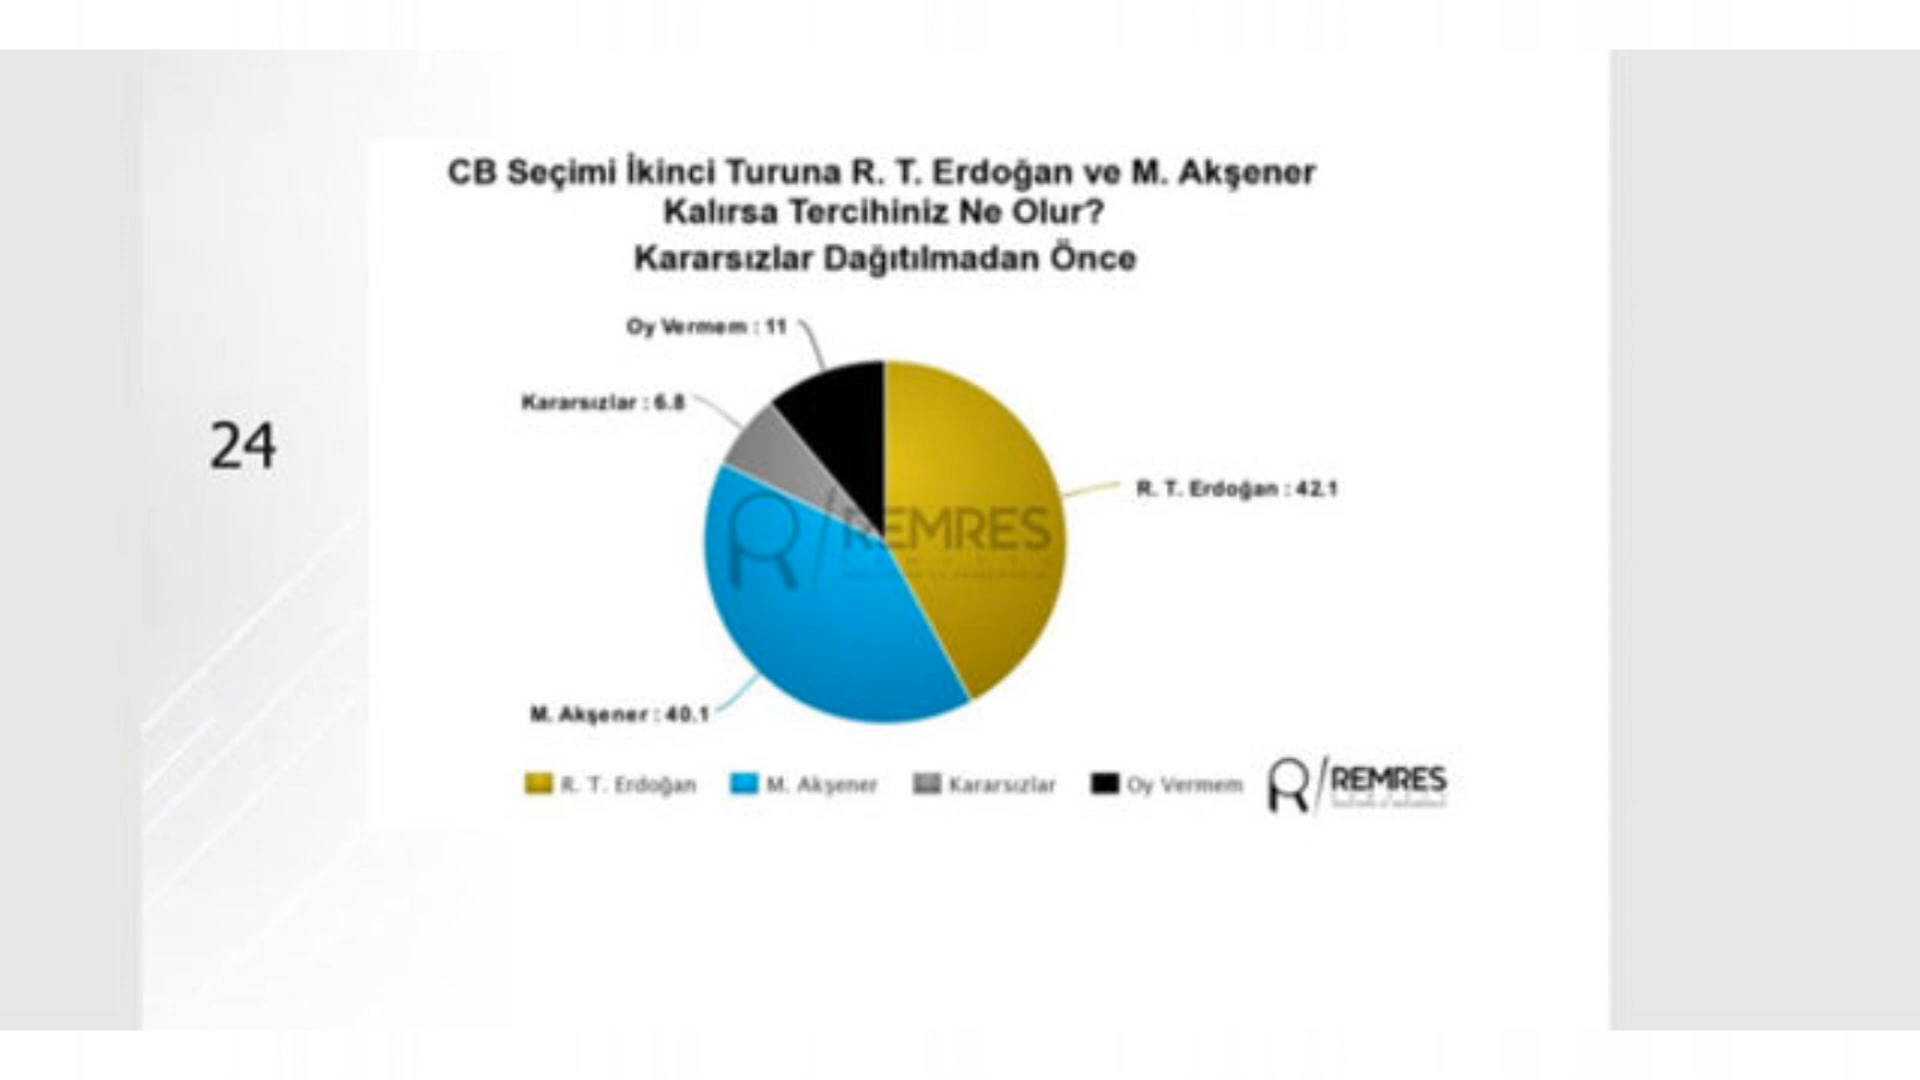 CB Seçimi İkinci Turuna R. T. Erdoğan ve M. Akşener
Kalırsa Tercihiniz Ne Olur?
Kararsızlar Dağıtılmadan Önce
Oy Vermem : 11
Kararsızlar : 6.8
24
R. T. Erdoğan : 42.1
REMRES
M. Akşener : 40.1
R. T. Erdoğan M. Akşener Kararsızlar Oy Vermem
REMRES